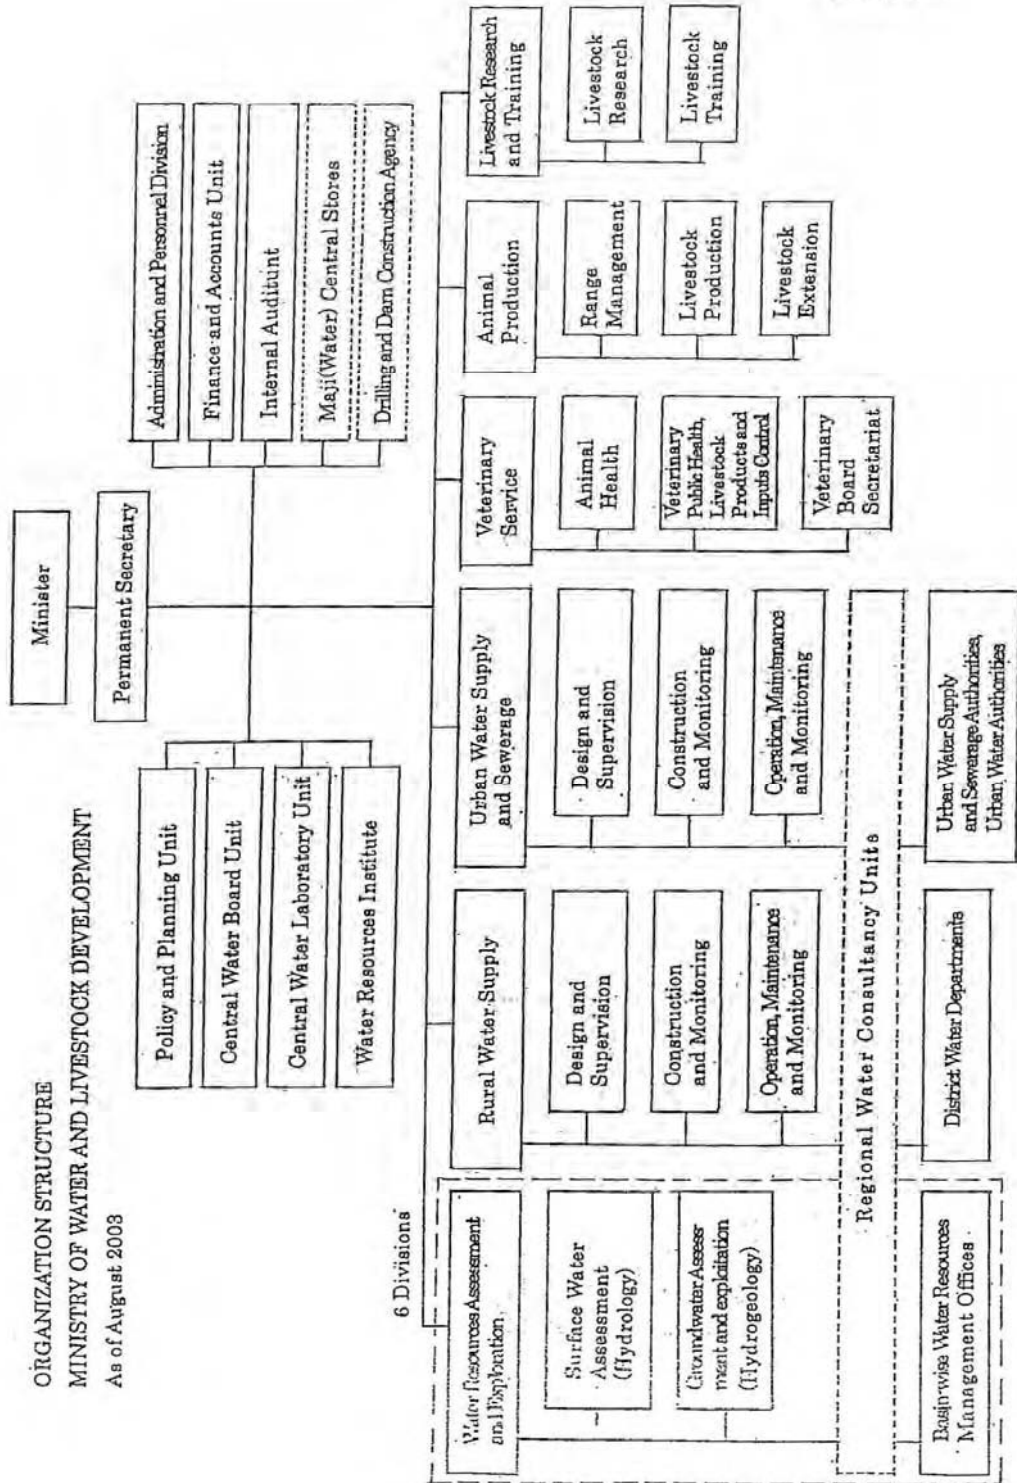 ORGANIZATION STRUCTURE
MINISTRY OF WATER AND LIVESTOCK DEVELOPMENT
As of August 2003
Minister
Permanent Secretary
Policy and Planning Unit
Central Water Board Unit
Central Water Laboratory Unit
Water Resources Institute
Administration and Personnel Division
Finance and Accounts Unit
Internal Auditunt
Maji(Water) Central Stores
Drilling and Dam Construction Agency
6 Divisions
Water Resources Assessment
and Exploration,
Surface Water
Assessment
(Hydrology)
Groundwater Assess-
ment and exploitation
(Hydrogeology)
Rural Water Supply
Design and
Supervision
Construction
and Monitoring
Operation, Maintenance
and Monitoring
Urban Water Supply
and Sewerage
Design and
Supervision
Construction
and Monitoring
Operation, Maintenance
and Monitoring
Veterinary
Service
Animal
Health
Veterinary
Public Health,
Livestock
Products and
Inputs Control
Veterinary
Board
Secretariat
Animal
Production
Range
Management
Livestock
Production
Livestock
Extension
Livestock Research
and Training
Livestock
Research
Livestock
Training
Regional Water Consultancy Units
Basin-wise Water Resources
Management Offices
District Water Departments
Urban Water Supply
and Sewerage Authorities,
Urban Water Authorities